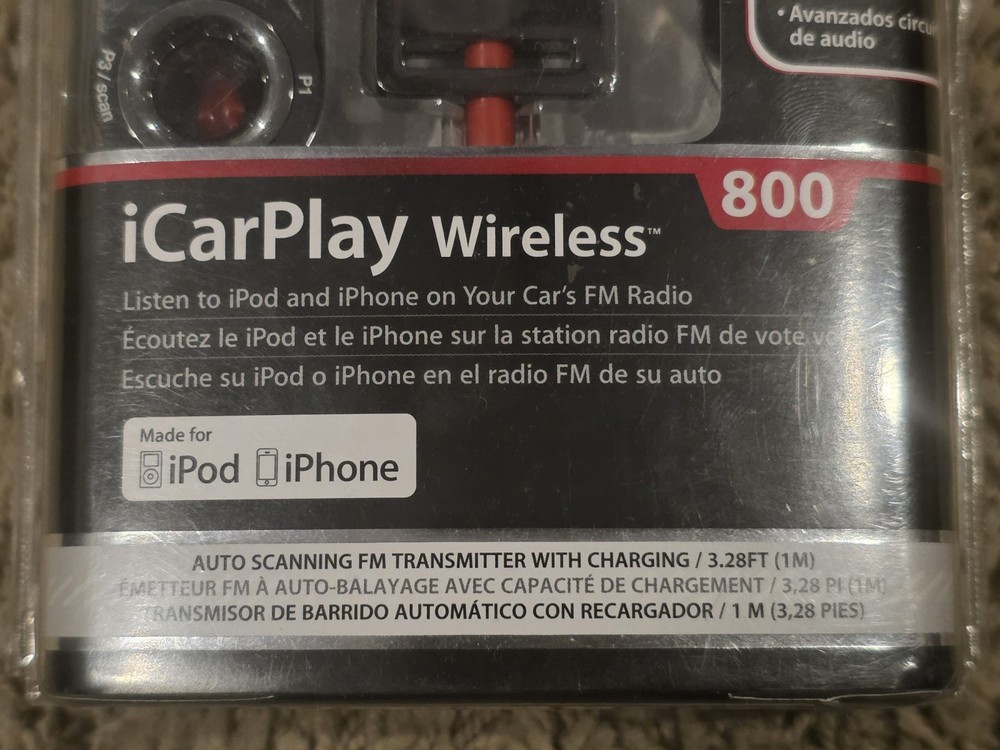 • Avanzados
de audio
Pg / scan
P1
800
iCarPlay Wireless™
Listen to iPod and iPhone on Your Car's FM Radio
Écoutez le iPod et le iPhone sur la station radio FM de vote
Escuche su iPod o iPhone en el radio FM de su auto
Made for
iPod iPhone
AUTO SCANNING FM TRANSMITTER WITH CHARGING / 3.28FT (1M)
ÉMETTEUR FM À AUTO-BALAYAGE AVEC CAPACITÉ DE CHARGEMENT / 3,28 PI (1M)
TRANSMISOR DE BARRIDO AUTOMÁTICO CON RECARGADOR / 1 M (3,28 PIES)